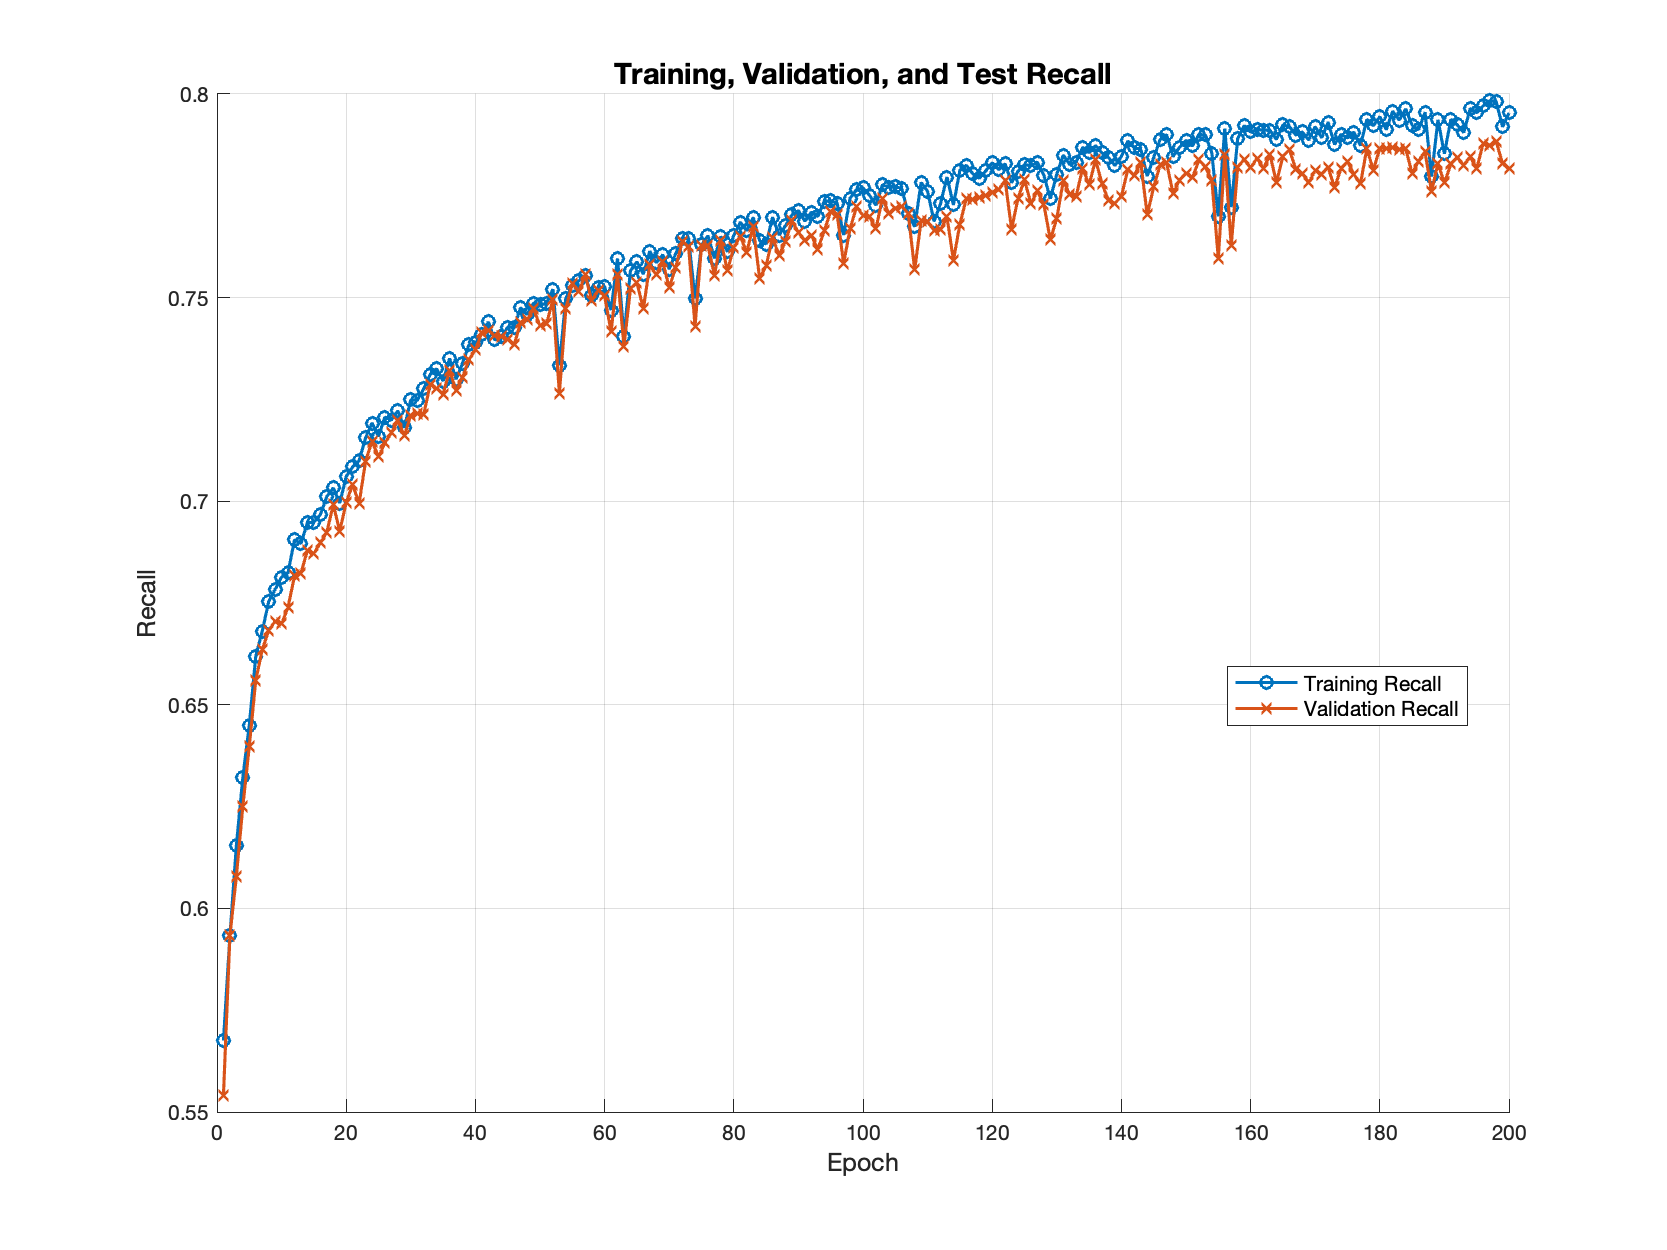 Training, Validation, and Test Recall
0.8
0.75
0.7
0.65
0.6
0.55
Recall
Training Recall
Validation Recall
0 20 40 60 80 100 120 140 160 180 200
Epoch